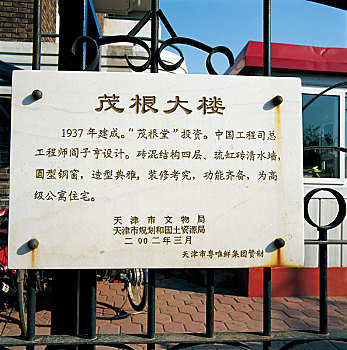 茂根大楼
1937年建成。“茂根堂”投资。中国工程司总
工程师阎子亨设计。砖混结构四层、琉缸砖清水墙，
圆型钢窗，造型典雅，装修考究，功能齐备，为高
级公寓住宅。
天津市文物局
天津市规划和国土资源局
二〇〇二年三月
天津市粤唯鲜集团赞制